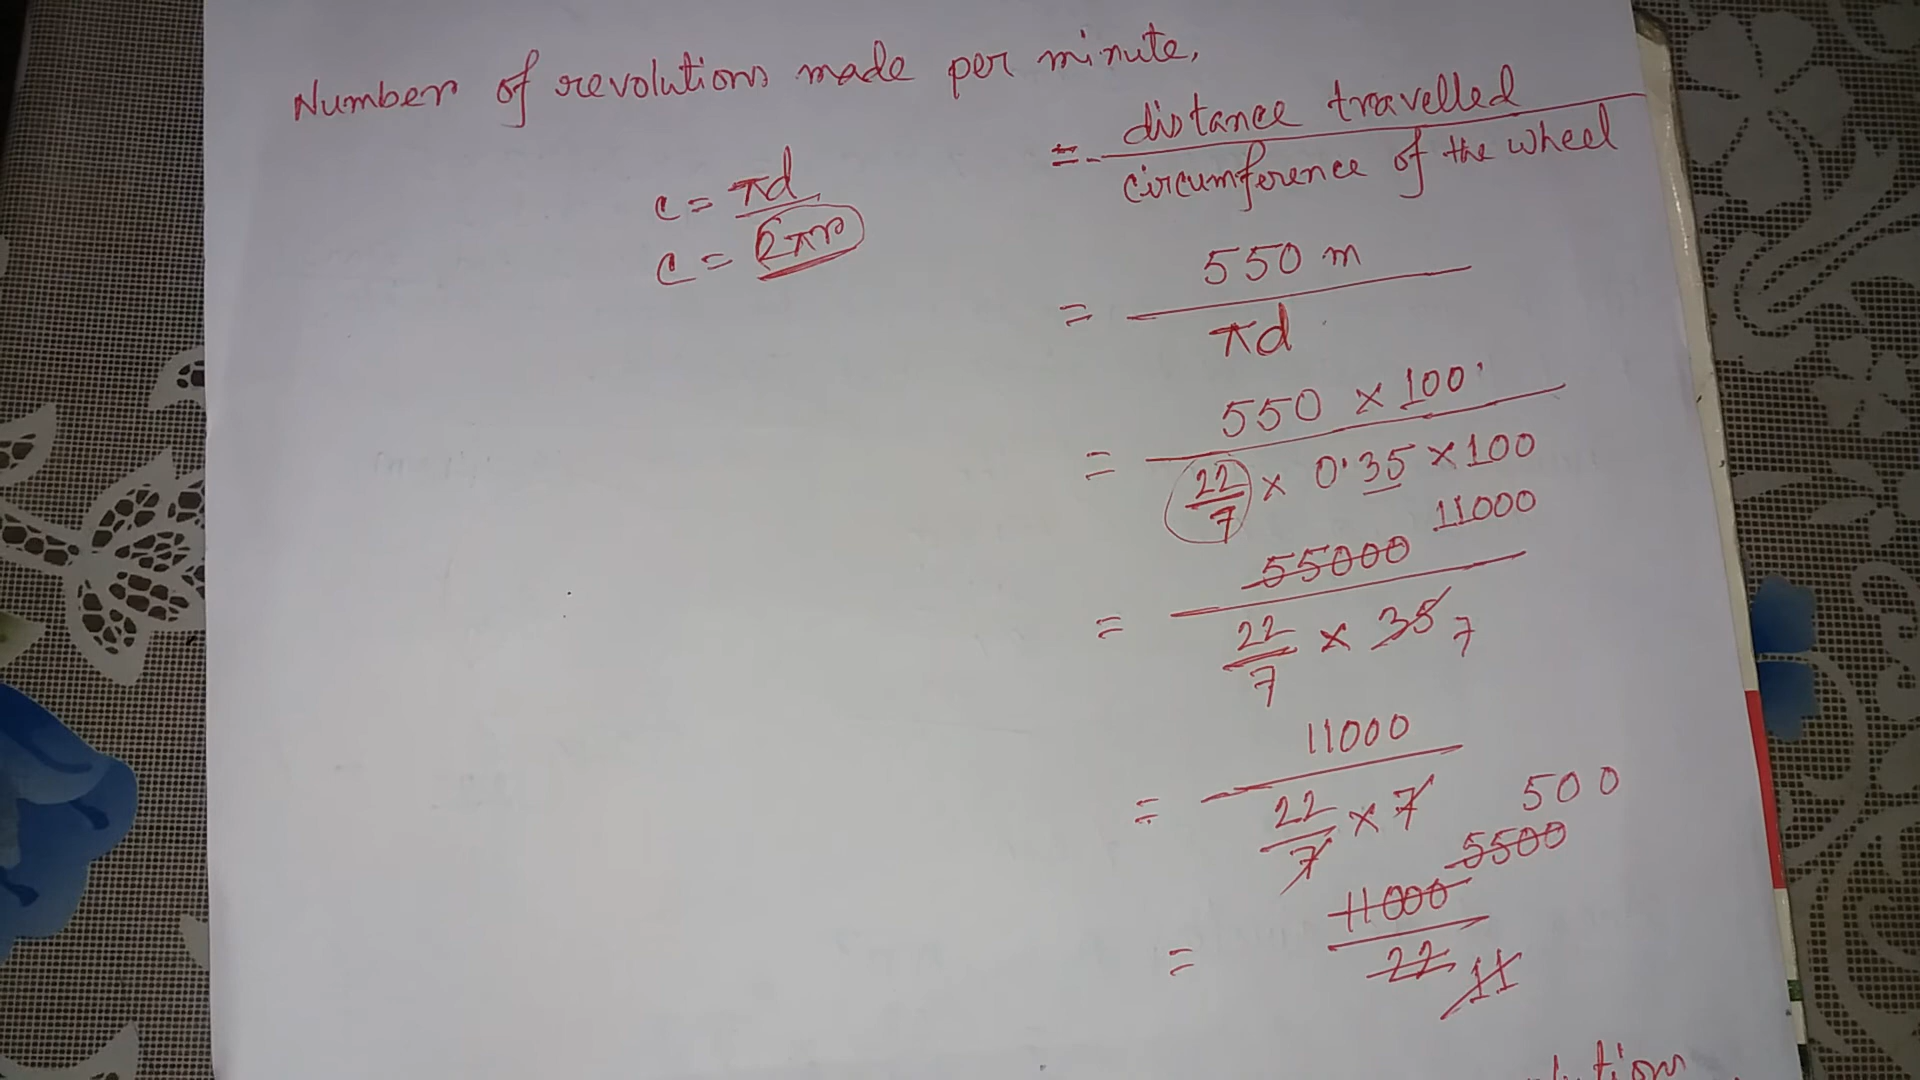 Number of revolutions made per minute,
= distance travelled
circumference of the wheel
c = πd
c = 2πr
= 550 m
πd
= 550 × 100
22/7 × 0.35 × 100
= 55000 11000
22/7 × 35 7
= 11000
22/7 × 7
500
5500
= 11000
22 11